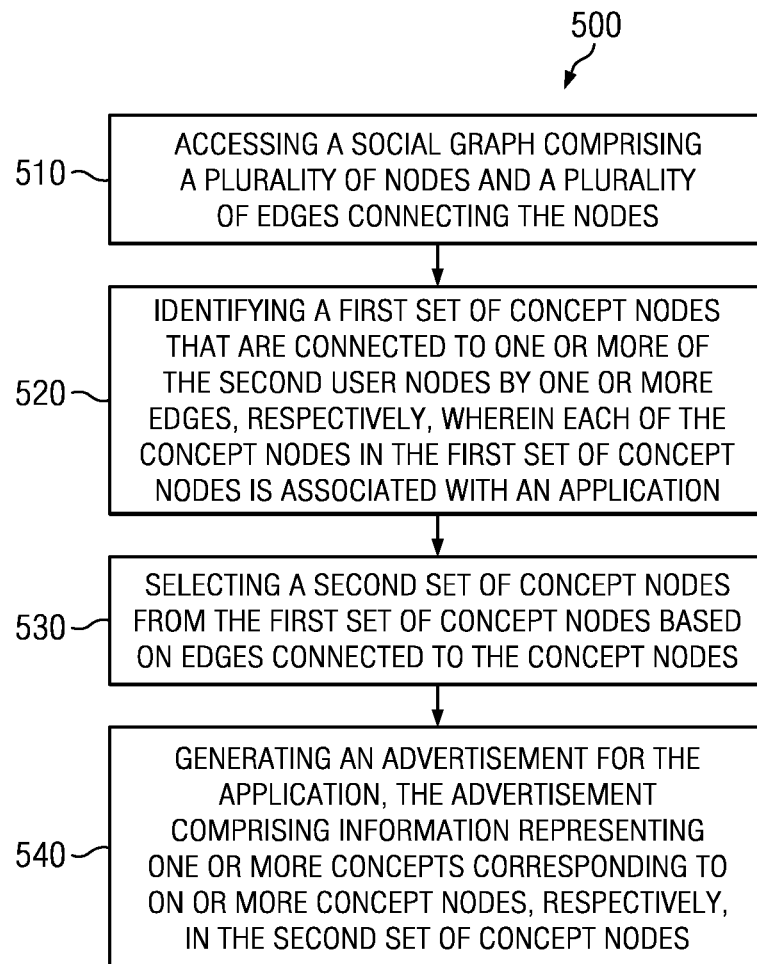 500
510
ACCESSING A SOCIAL GRAPH COMPRISING
A PLURALITY OF NODES AND A PLURALITY
OF EDGES CONNECTING THE NODES
520
IDENTIFYING A FIRST SET OF CONCEPT NODES
THAT ARE CONNECTED TO ONE OR MORE OF
THE SECOND USER NODES BY ONE OR MORE
EDGES, RESPECTIVELY, WHEREIN EACH OF THE
CONCEPT NODES IN THE FIRST SET OF CONCEPT
NODES IS ASSOCIATED WITH AN APPLICATION
530
SELECTING A SECOND SET OF CONCEPT NODES
FROM THE FIRST SET OF CONCEPT NODES BASED
ON EDGES CONNECTED TO THE CONCEPT NODES
540
GENERATING AN ADVERTISEMENT FOR THE
APPLICATION, THE ADVERTISEMENT
COMPRISING INFORMATION REPRESENTING
ONE OR MORE CONCEPTS CORRESPONDING TO
ON OR MORE CONCEPT NODES, RESPECTIVELY,
IN THE SECOND SET OF CONCEPT NODES